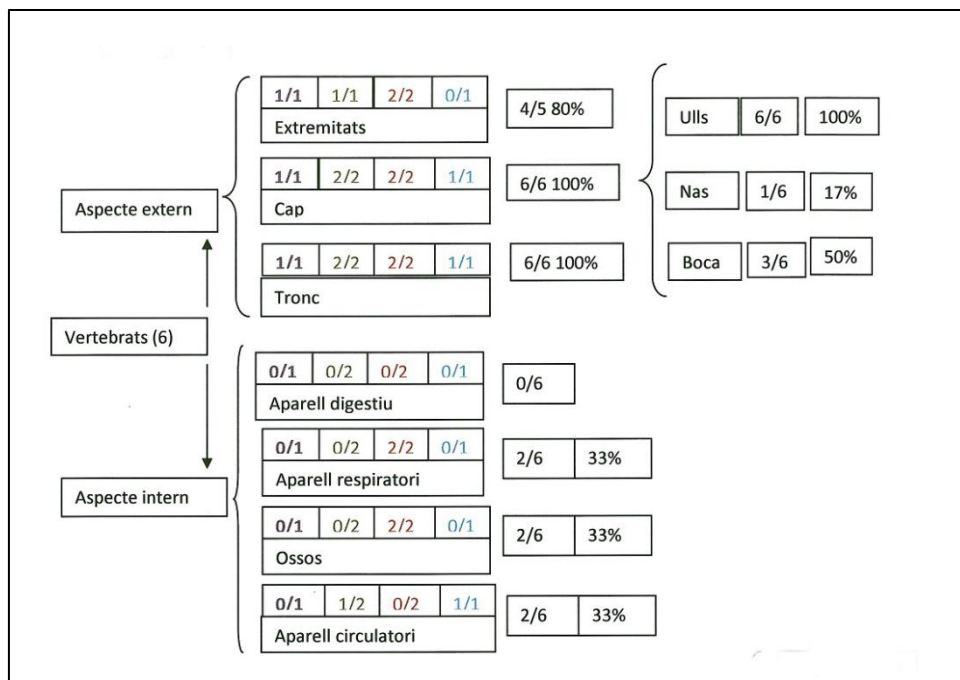 1/1 1/1 2/2 0/1
Extremitats
4/5 80%
Ulls 6/6 100%
1/1 2/2 2/2 1/1
Cap
6/6 100%
Nas 1/6 17%
Aspecte extern
1/1 2/2 2/2 1/1
Tronc
6/6 100%
Boca 3/6 50%
Vertebrats (6)
0/1 0/2 0/2 0/1
Aparell digestiu
0/6
0/1 0/2 2/2 0/1
Aparell respiratori
2/6 33%
Aspecte intern
0/1 0/2 2/2 0/1
Ossos
2/6 33%
0/1 1/2 0/2 1/1
Aparell circulatori
2/6 33%